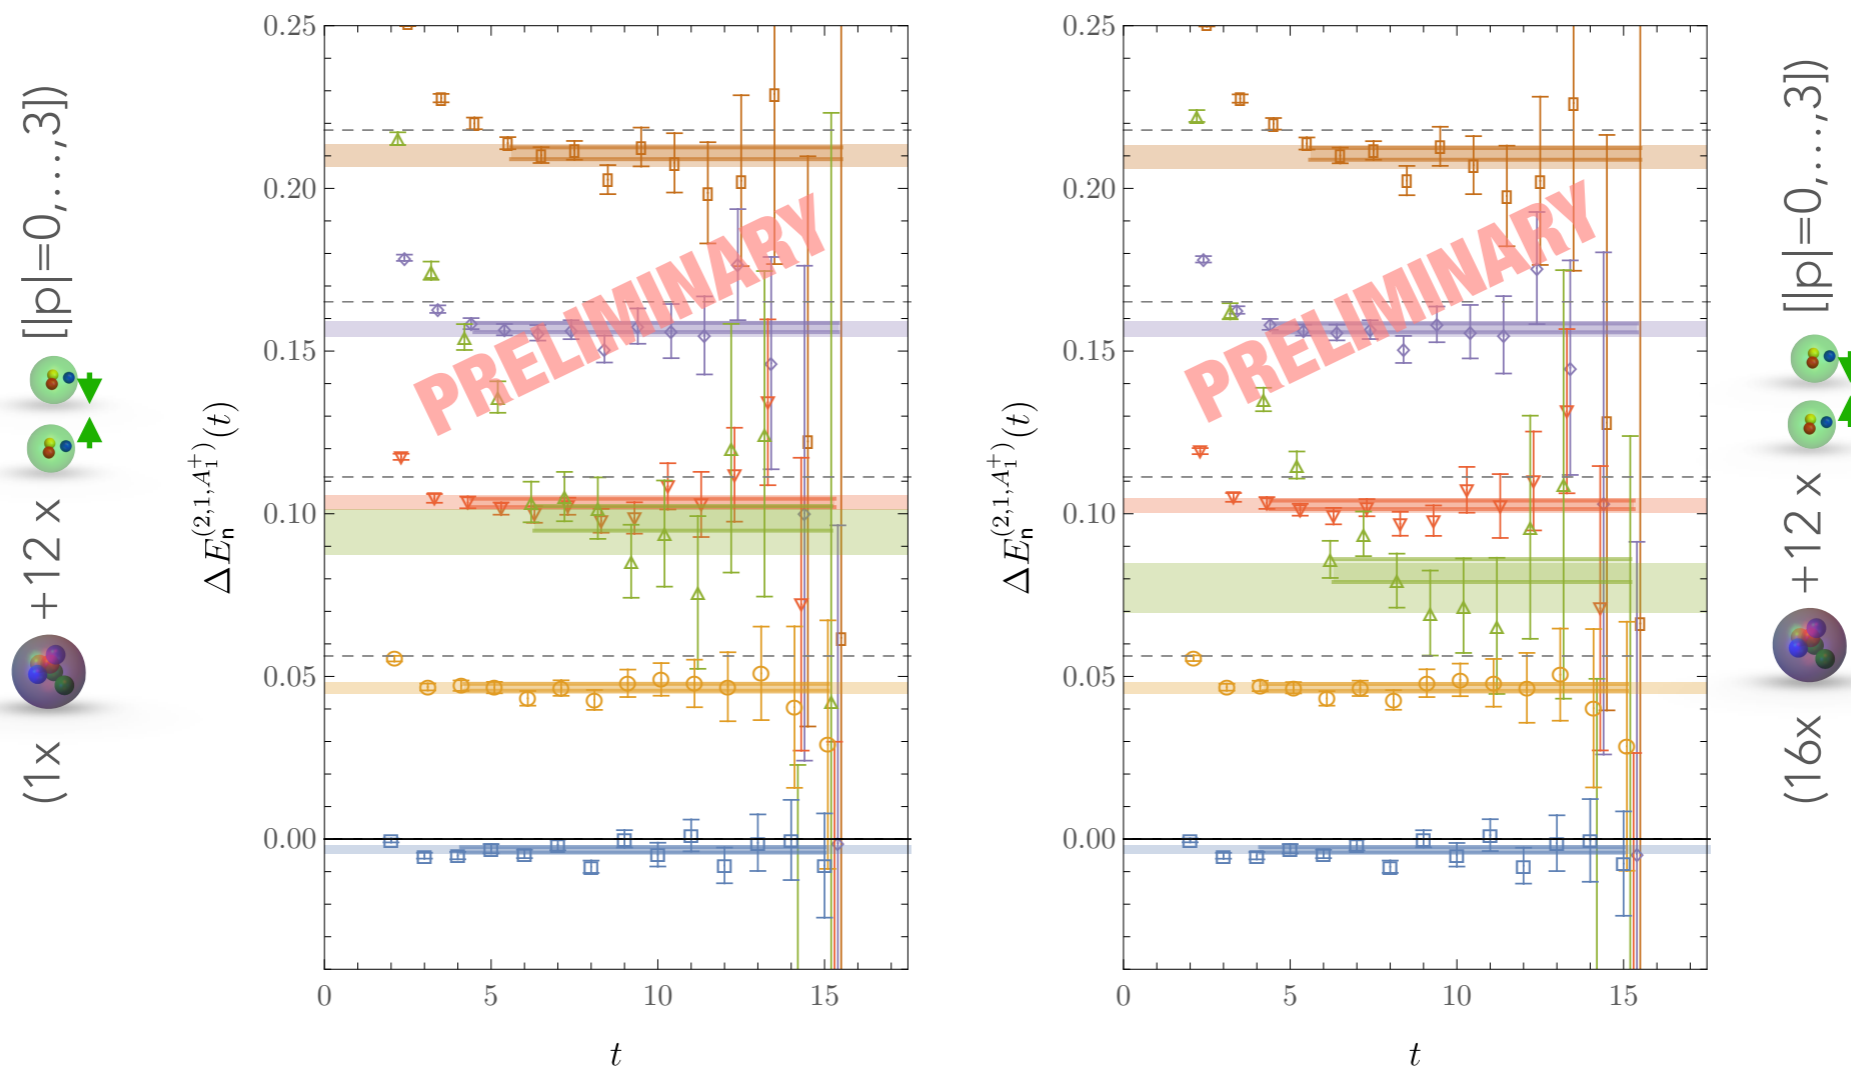 (1x +12 x [|p|=0,...,3])
ΔE_n^{(2,1,A_1^+)}(t)
0.25
0.20
0.15
0.10
0.05
0.00
0 5 10 15
t
PRELIMINARY
ΔE_n^{(2,1,A_1^+)}(t)
0.25
0.20
0.15
0.10
0.05
0.00
0 5 10 15
t
PRELIMINARY
(16x +12 x [|p|=0,...,3])